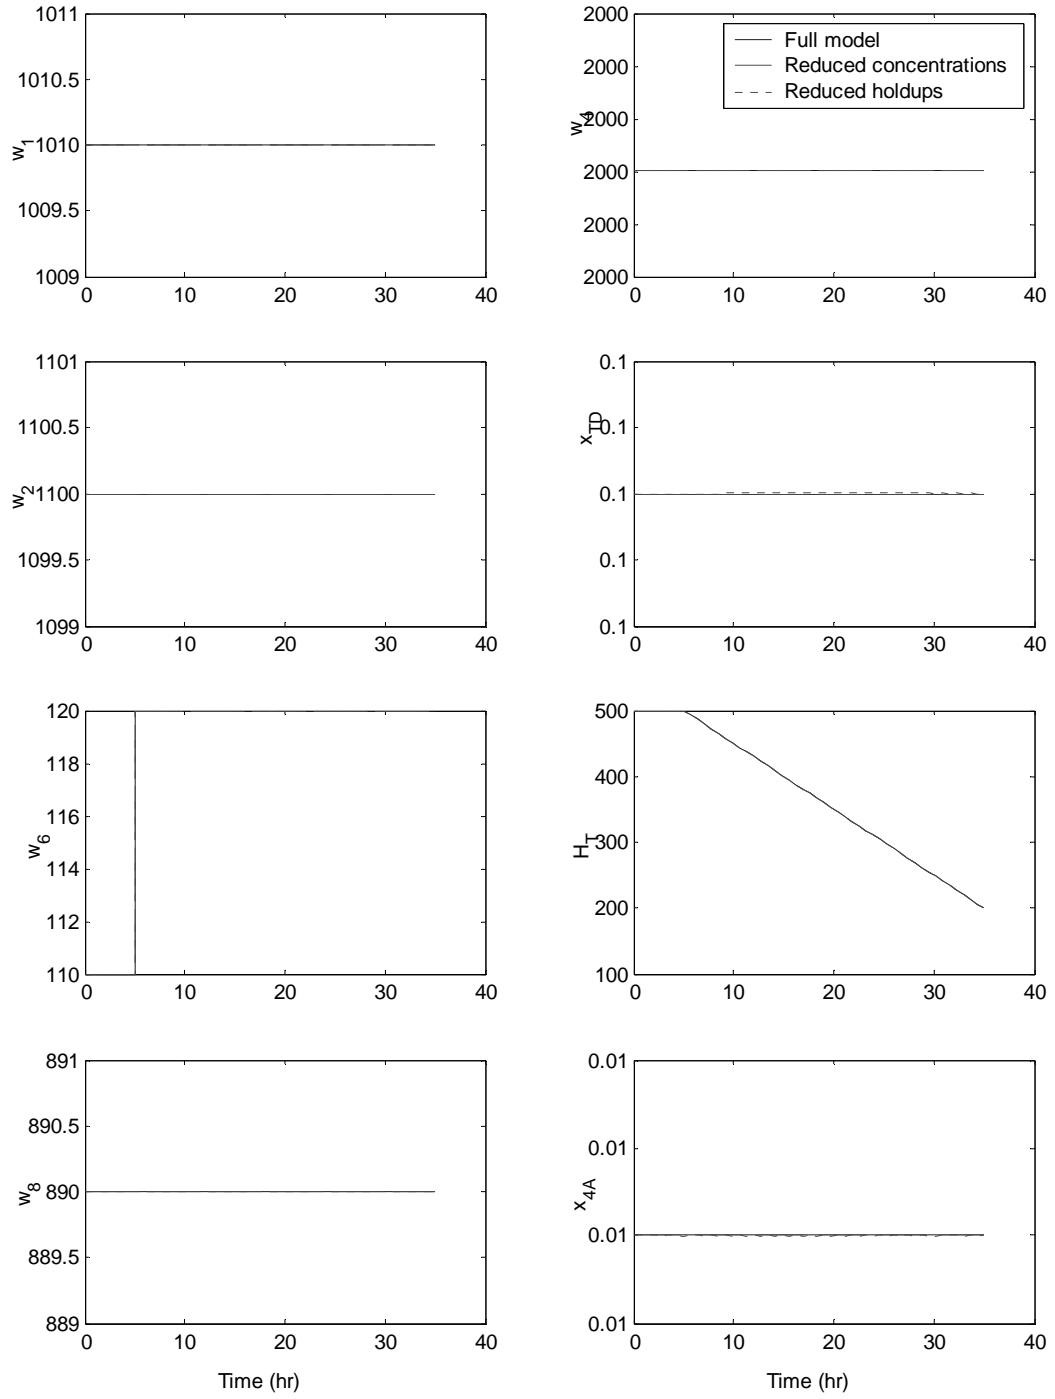 1011
1010.5
1010
1009.5
1009
w1
0 10 20 30 40
2000
2000
2000
2000
2000
2000
w4
0 10 20 30 40
Full model
Reduced concentrations
Reduced holdups
1101
1100.5
1100
1099.5
1099
w2
0 10 20 30 40
0.1
0.1
0.1
0.1
0.1
xTD
0 10 20 30 40
120
118
116
114
112
110
w6
0 10 20 30 40
500
400
300
200
100
HT
0 10 20 30 40
891
890.5
890
889.5
889
w8
0 10 20 30 40
Time (hr)
0.01
0.01
0.01
0.01
x4A
0 10 20 30 40
Time (hr)